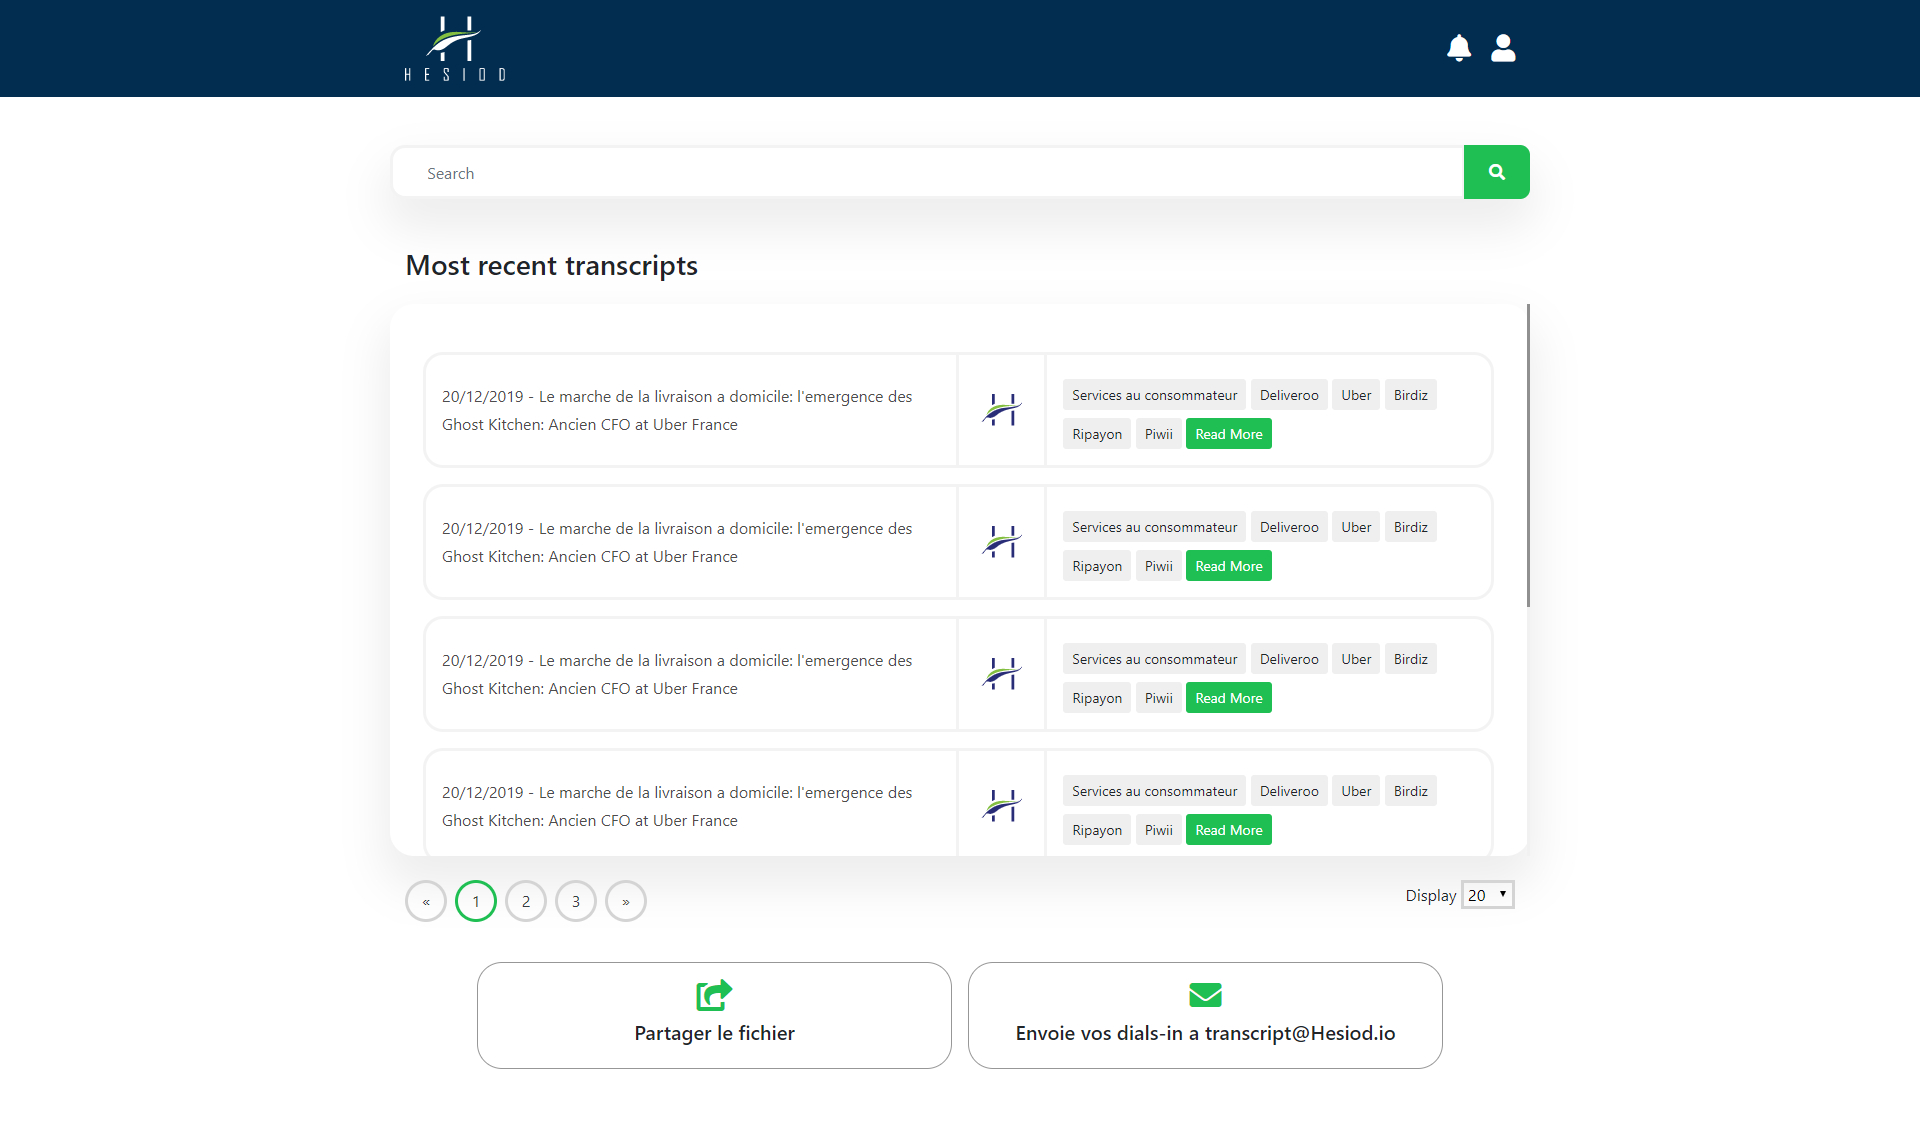 HESIOD
Search
Most recent transcripts
20/12/2019 - Le marche de la livraison a domicile: l'emergence des
Ghost Kitchen: Ancien CFO at Uber France
Services au consommateur Deliveroo Uber Birdiz
Ripayon Piwii Read More
20/12/2019 - Le marche de la livraison a domicile: l'emergence des
Ghost Kitchen: Ancien CFO at Uber France
Services au consommateur Deliveroo Uber Birdiz
Ripayon Piwii Read More
20/12/2019 - Le marche de la livraison a domicile: l'emergence des
Ghost Kitchen: Ancien CFO at Uber France
Services au consommateur Deliveroo Uber Birdiz
Ripayon Piwii Read More
20/12/2019 - Le marche de la livraison a domicile: l'emergence des
Ghost Kitchen: Ancien CFO at Uber France
Services au consommateur Deliveroo Uber Birdiz
Ripayon Piwii Read More
« 1 2 3 »
Display 20
Partager le fichier
Envoie vos dials-in a transcript@Hesiod.io